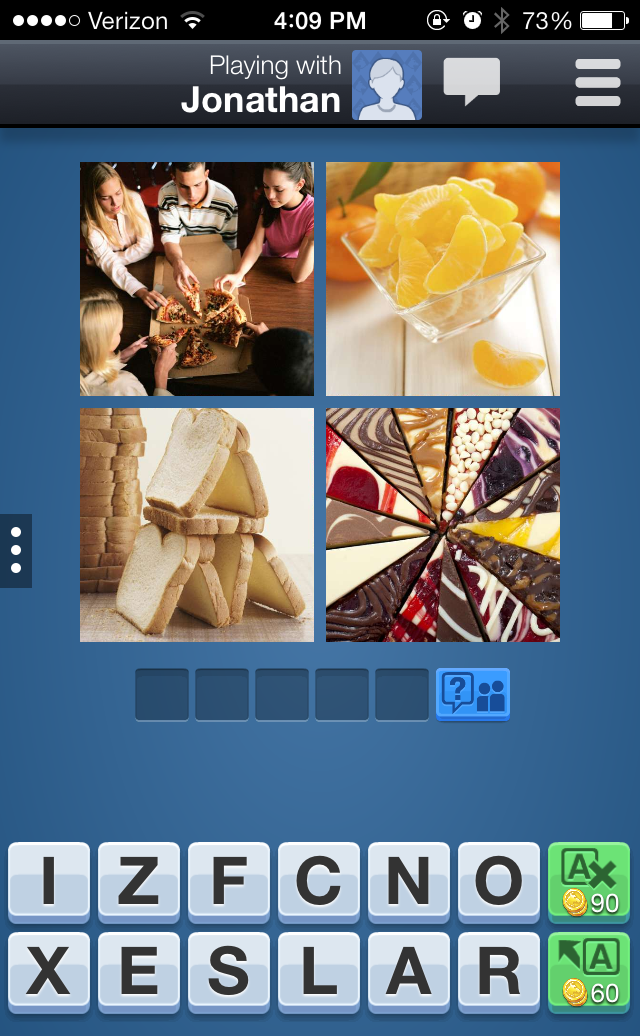 Verizon 4:09 PM 73%
Playing with
Jonathan
?
I Z F C N O A 90
X E S L A R A 60